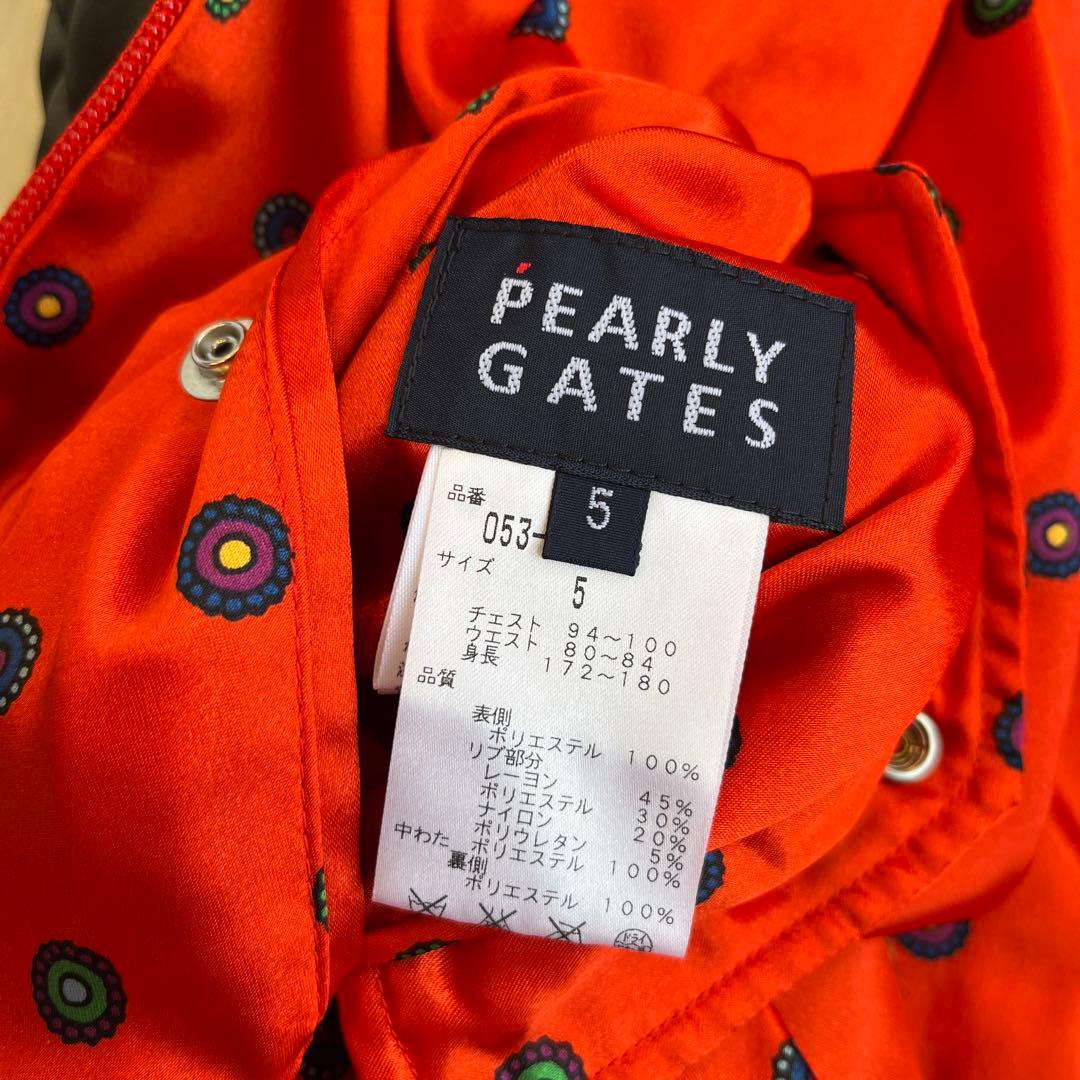 PEARLY
GATES
5
品番
053-
サイズ
5
チェスト 94～100
ウエスト 80～84
身長 172～180
品質
表側
ポリエステル 100%
リブ部分
レーヨン 45%
ポリエステル 30%
ナイロン 20%
ポリウレタン 5%
中わた ポリエステル 100%
裏側
ポリエステル 100%
ドライ